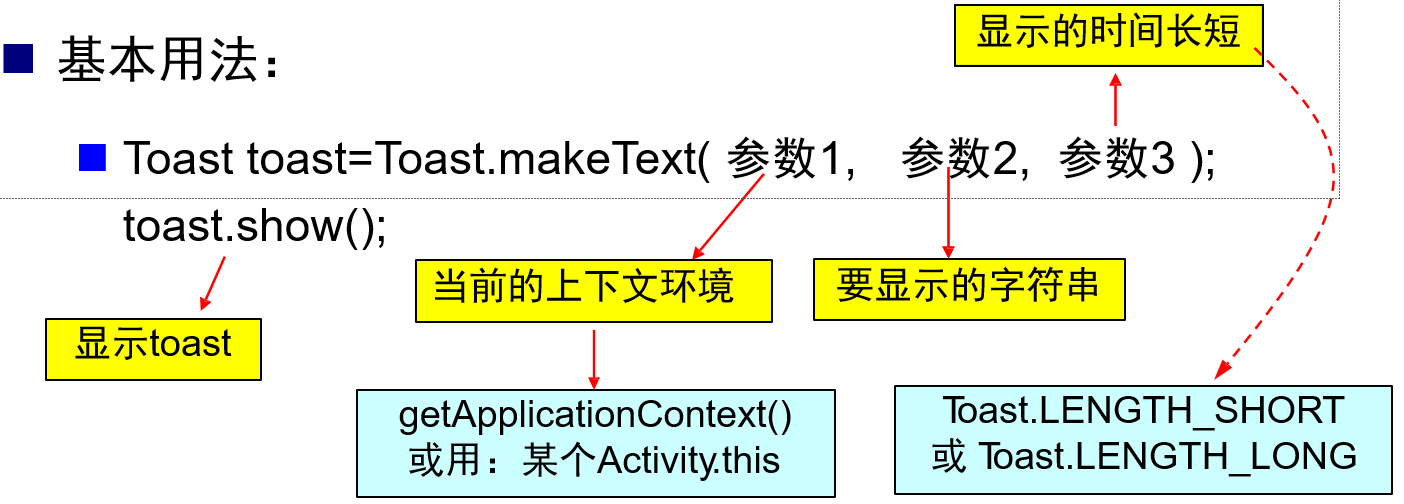 显示的时间长短
基本用法：
Toast toast=Toast.makeText( 参数1, 参数2, 参数3 );
toast.show();
当前的上下文环境
要显示的字符串
显示toast
getApplicationContext()
或用：某个Activity.this
Toast.LENGTH_SHORT
或 Toast.LENGTH_LONG